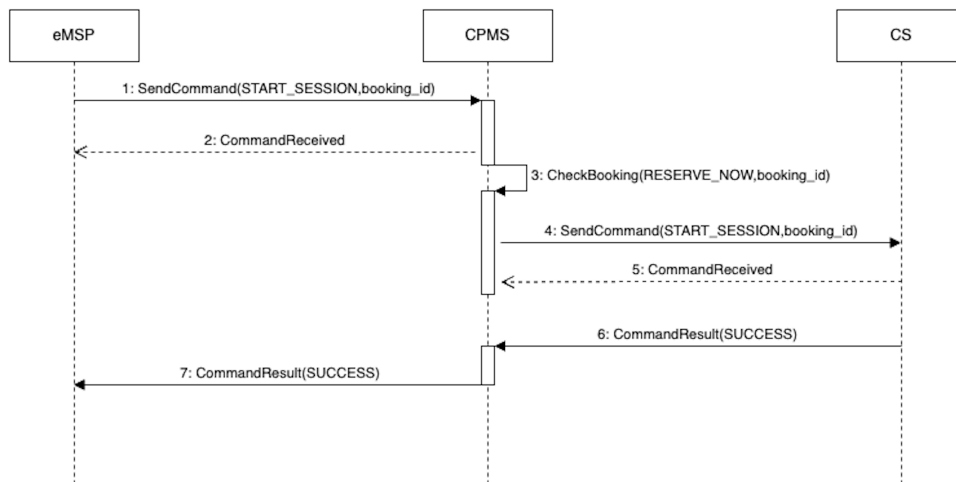 eMSP
CPMS
CS
1: SendCommand(START_SESSION,booking_id)
2: CommandReceived
3: CheckBooking(RESERVE_NOW,booking_id)
4: SendCommand(START_SESSION,booking_id)
5: CommandReceived
6: CommandResult(SUCCESS)
7: CommandResult(SUCCESS)